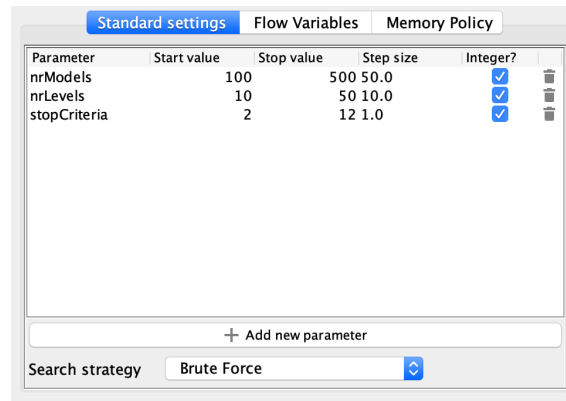 Standard settings Flow Variables Memory Policy
Parameter Start value Stop value Step size Integer?
nrModels 100 500 50.0
nrLevels 10 50 10.0
stopCriteria 2 12 1.0
+ Add new parameter
Search strategy Brute Force